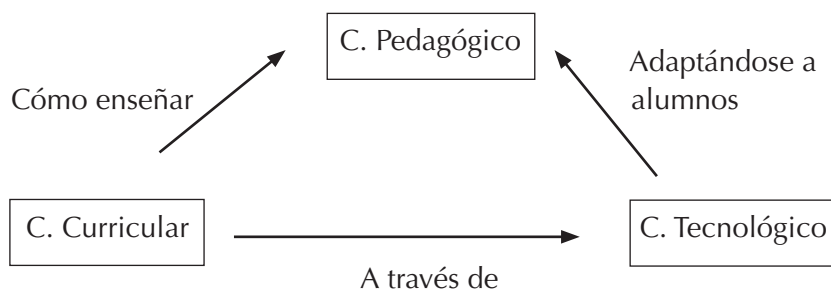 C. Pedagógico
Adaptándose a
alumnos
Cómo enseñar
C. Curricular
C. Tecnológico
A través de